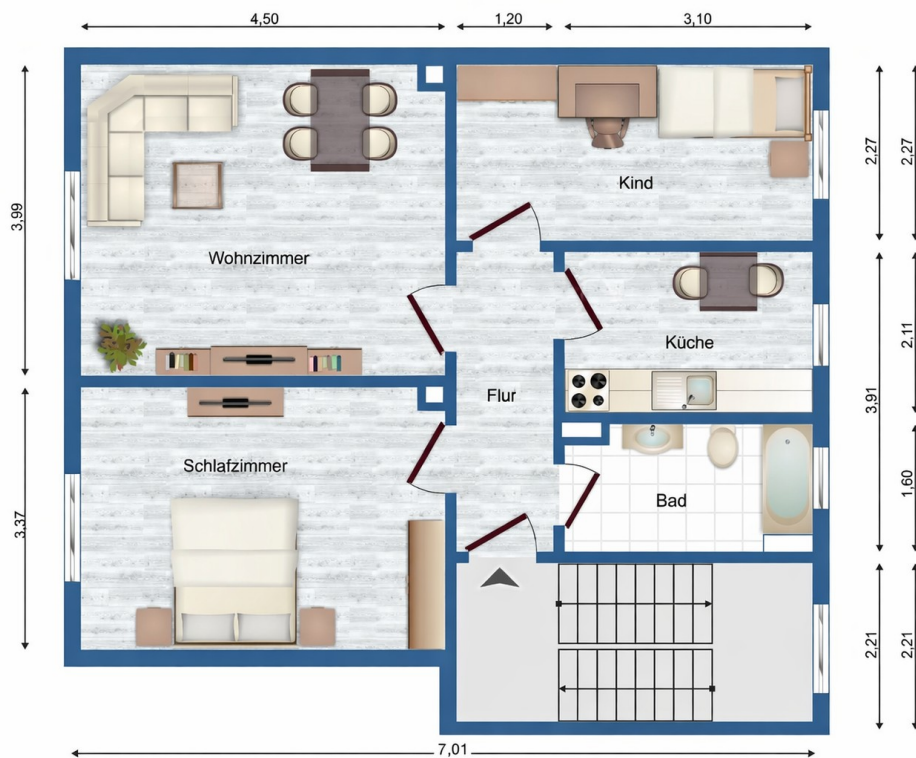 4,50
1,20
3,10
2,27
2,27
Kind
3,99
Wohnzimmer
Küche
2,11
Flur
3,91
Schlafzimmer
Bad
1,60
3,37
2,21
2,21
7,01